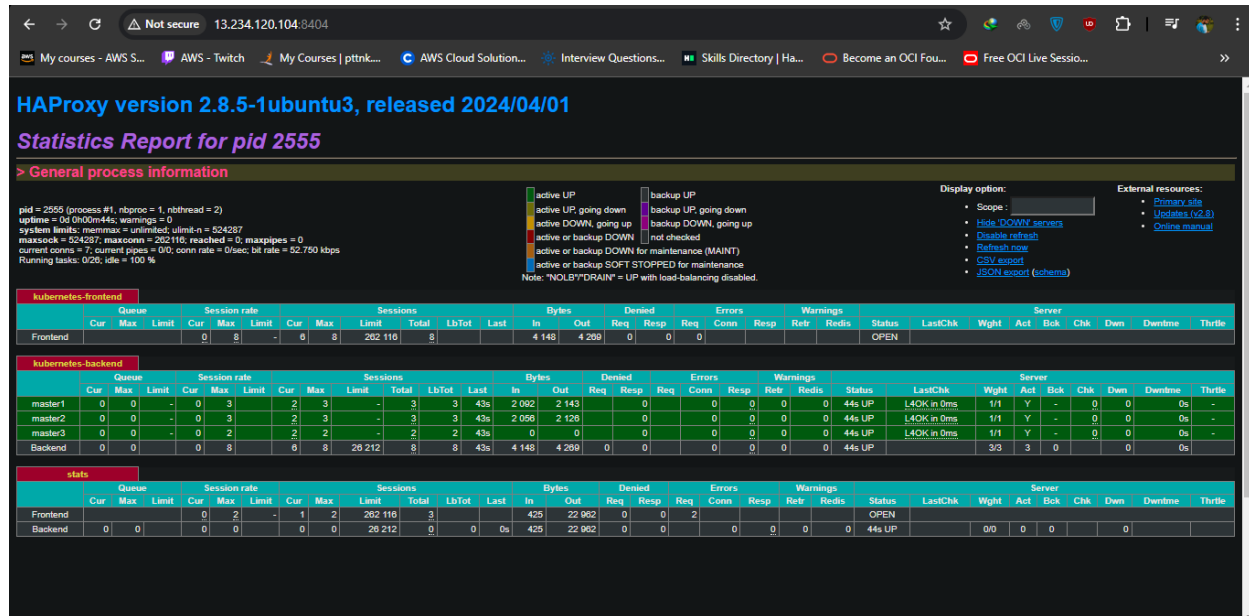 Not secure 13.234.120.104:8404
My courses - AWS S... AWS - Twitch My Courses | pttnk.... AWS Cloud Solution... Interview Questions... Skills Directory | Ha... Become an OCI Fou... Free OCI Live Sessio... »
HAProxy version 2.8.5-1ubuntu3, released 2024/04/01
Statistics Report for pid 2555
> General process information
pid = 2555 (process #1, nbproc = 1, nbthread = 2)
uptime = 0d 0h00m44s; warnings = 0
system limits: memmax = unlimited; ulimit-n = 524287
maxsock = 524287; maxconn = 262116; reached = 0; maxpipes = 0
current conns = 7; current pipes = 0/0; conn rate = 0/sec; bit rate = 52.750 kbps
Running tasks: 0/26; idle = 100 %
active UP backup UP
active UP, going down backup UP, going down
active DOWN, going up backup DOWN, going up
active or backup DOWN not checked
active or backup DOWN for maintenance (MAINT)
active or backup SOFT STOPPED for maintenance
Note: "NOLB"/"DRAIN" = UP with load-balancing disabled.
Display option:
Scope :
Hide 'DOWN' servers
Disable refresh
Refresh now
CSV export
JSON export (schema)
External resources:
Primary site
Updates (v2.8)
Online manual
kubernetes-frontend
Queue Session rate Sessions Bytes Denied Errors Warnings Server
Cur Max Limit Cur Max Limit Cur Max Limit Total LbTot Last In Out Req Resp Req Conn Resp Retr Redis Status LastChk Wght Act Bck Chk Dwn Dwntme Thrtle
Frontend 0 8 - 6 8 262 116 8 4 148 4 269 0 0 0 OPEN
kubernetes-backend
Queue Session rate Sessions Bytes Denied Errors Warnings Server
Cur Max Limit Cur Max Limit Cur Max Limit Total LbTot Last In Out Req Resp Req Conn Resp Retr Redis Status LastChk Wght Act Bck Chk Dwn Dwntme Thrtle
master1 0 0 - 0 3 2 3 - 3 3 43s 2 092 2 143 0 0 0 0 0 44s UP L4OK in 0ms 1/1 Y - 0 0 0s -
master2 0 0 - 0 3 2 3 - 3 3 43s 2 056 2 126 0 0 0 0 0 44s UP L4OK in 0ms 1/1 Y - 0 0 0s -
master3 0 0 - 0 2 2 2 - 2 2 43s 0 0 0 0 0 0 0 44s UP L4OK in 0ms 1/1 Y - 0 0 0s -
Backend 0 0 0 8 6 8 26 212 8 8 43s 4 148 4 269 0 0 0 0 0 0 44s UP 3/3 3 0 0 0s
stats
Queue Session rate Sessions Bytes Denied Errors Warnings Server
Cur Max Limit Cur Max Limit Cur Max Limit Total LbTot Last In Out Req Resp Req Conn Resp Retr Redis Status LastChk Wght Act Bck Chk Dwn Dwntme Thrtle
Frontend 0 2 - 1 2 262 116 3 425 22 962 0 0 2 OPEN
Backend 0 0 0 0 0 0 26 212 0 0 0s 425 22 962 0 0 0 0 0 0 44s UP 0/0 0 0 0